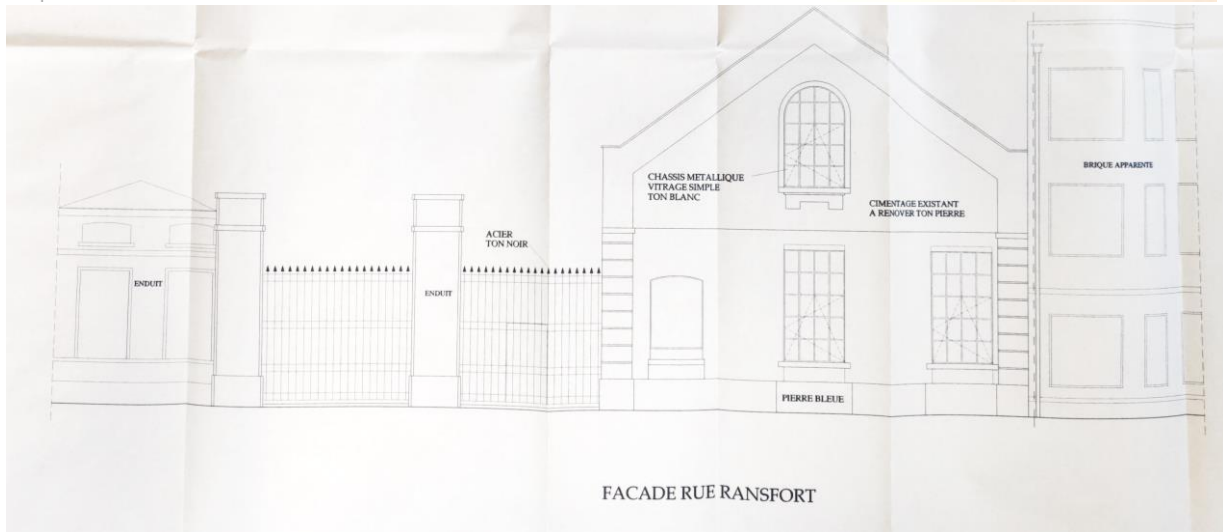 BRIQUE APPARENTE
CHASSIS METALLIQUE
VITRAGE SIMPLE
TON BLANC
CIMENTAGE EXISTANT
A RENOVER TON PIERRE
ACIER
TON NOIR
ENDUIT
ENDUIT
PIERRE BLEUE
FACADE RUE RANSFORT